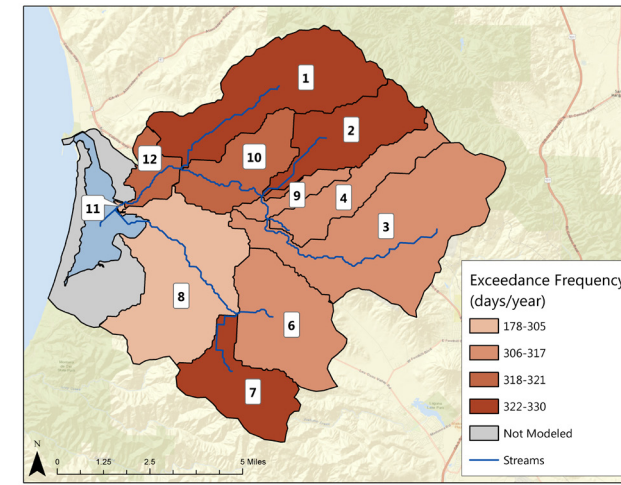 1
2
12
10
9
4
11
3
8
6
7
Exceedance Frequency
(days/year)
178-305
306-317
318-321
322-330
Not Modeled
Streams
N
0 1.25 2.5 5 Miles